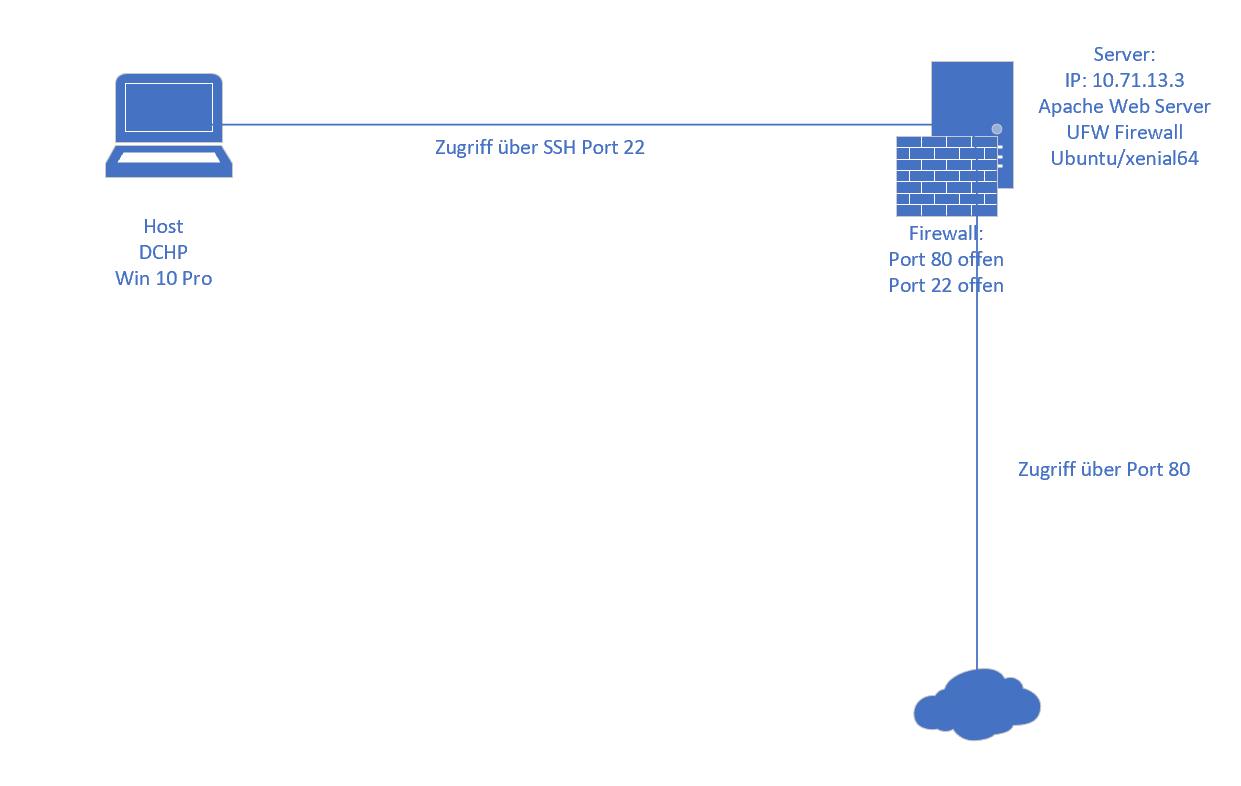 Server:
IP: 10.71.13.3
Apache Web Server
UFW Firewall
Ubuntu/xenial64
Zugriff über SSH Port 22
Host
DCHP
Win 10 Pro
Firewall:
Port 80 offen
Port 22 offen
Zugriff über Port 80